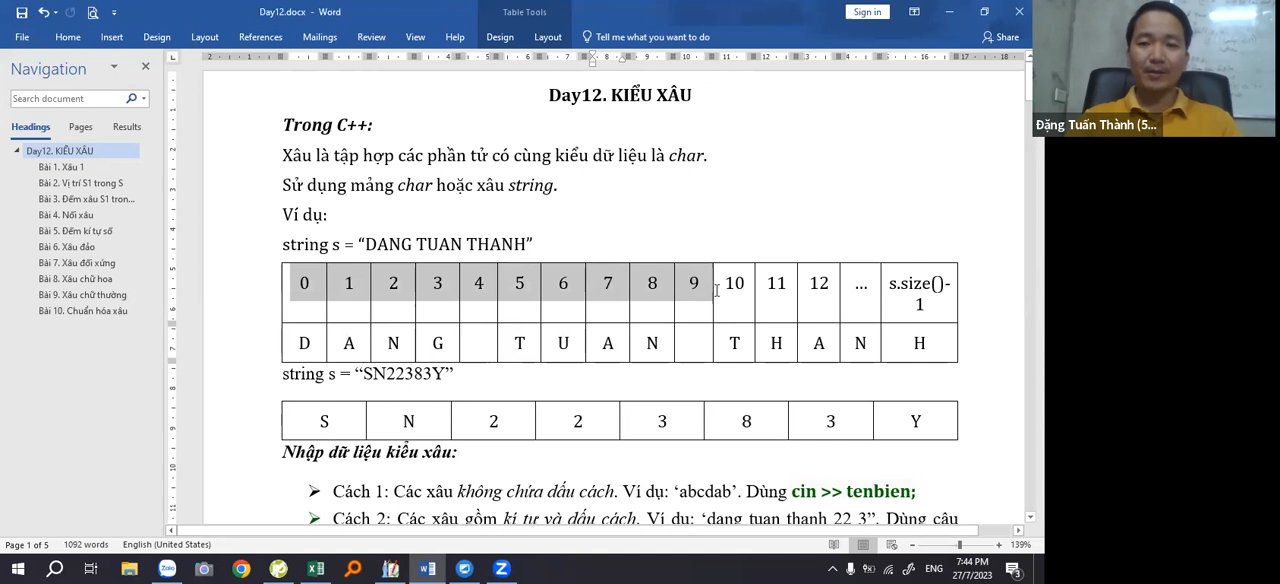 Day12.docx - Word
Table Tools
Sign in
File Home Insert Design Layout References Mailings Review View Help Design Layout Tell me what you want to do Share
Navigation
Search document
Headings Pages Results
Day12. KIỂU XÂU
Bài 1. Xâu 1
Bài 2. Vị trí S1 trong S
Bài 3. Đếm xâu S1 tron...
Bài 4. Nối xâu
Bài 5. Đếm kí tự số
Bài 6. Xâu đảo
Bài 7. Xâu đối xứng
Bài 8. Xâu chữ hoa
Bài 9. Xâu chữ thường
Bài 10. Chuẩn hóa xâu
Day12. KIỂU XÂU
Trong C++:
Xâu là tập hợp các phần tử có cùng kiểu dữ liệu là char.
Sử dụng mảng char hoặc xâu string.
Ví dụ:
string s = “DANG TUAN THANH”
0 1 2 3 4 5 6 7 8 9 10 11 12 ... s.size()-
1
D A N G T U A N T H A N H
string s = “SN22383Y”
S N 2 2 3 8 3 Y
Nhập dữ liệu kiểu xâu:
➢ Cách 1: Các xâu không chứa dấu cách. Ví dụ: ‘abcdab’. Dùng cin >> tenbien;
➢ Cách 2: Các xâu gồm kí tự và dấu cách. Ví dụ: ‘dang tuan thanh 22 3”. Dùng câu
Đặng Tuấn Thành (5...
Page 1 of 5 1092 words English (United States) 139%
ENG
7:44 PM
27/7/2023